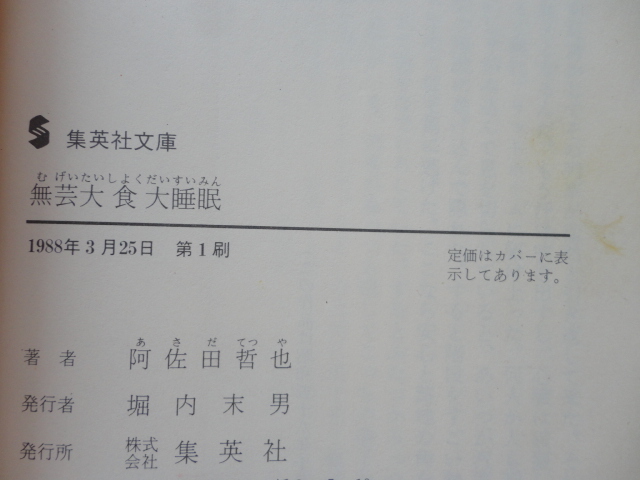 集英社文庫
むげいたいしよくだいすいみん
無芸大食大睡眠
1988年3月25日 第1刷
定価はカバーに表
示してあります。
あさだてつや
著者 阿佐田哲也
発行者 堀内末男
発行所 株式会社 集英社